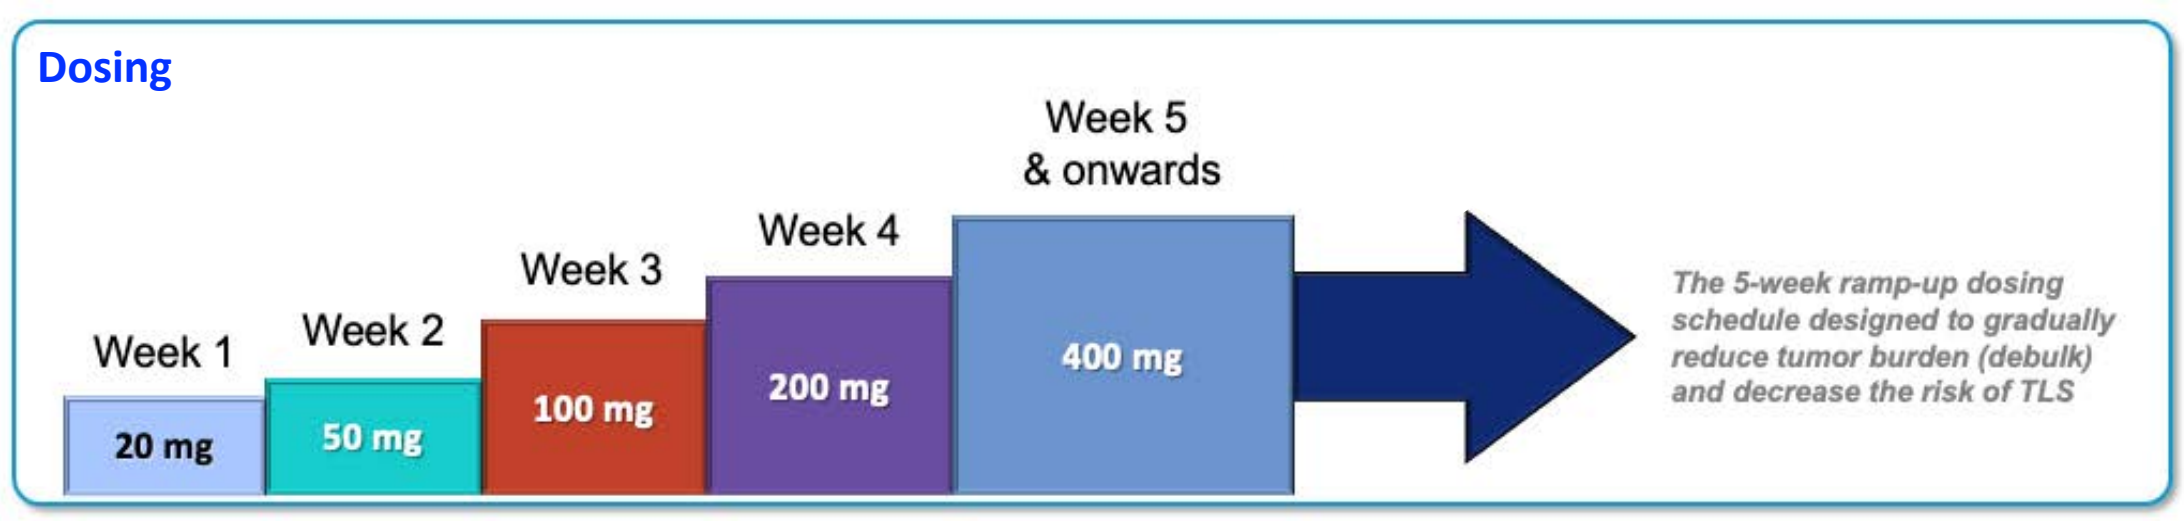 Dosing
Week 1
20 mg
Week 2
50 mg
Week 3
100 mg
Week 4
200 mg
Week 5
& onwards
400 mg
The 5-week ramp-up dosing
schedule designed to gradually
reduce tumor burden (debulk)
and decrease the risk of TLS